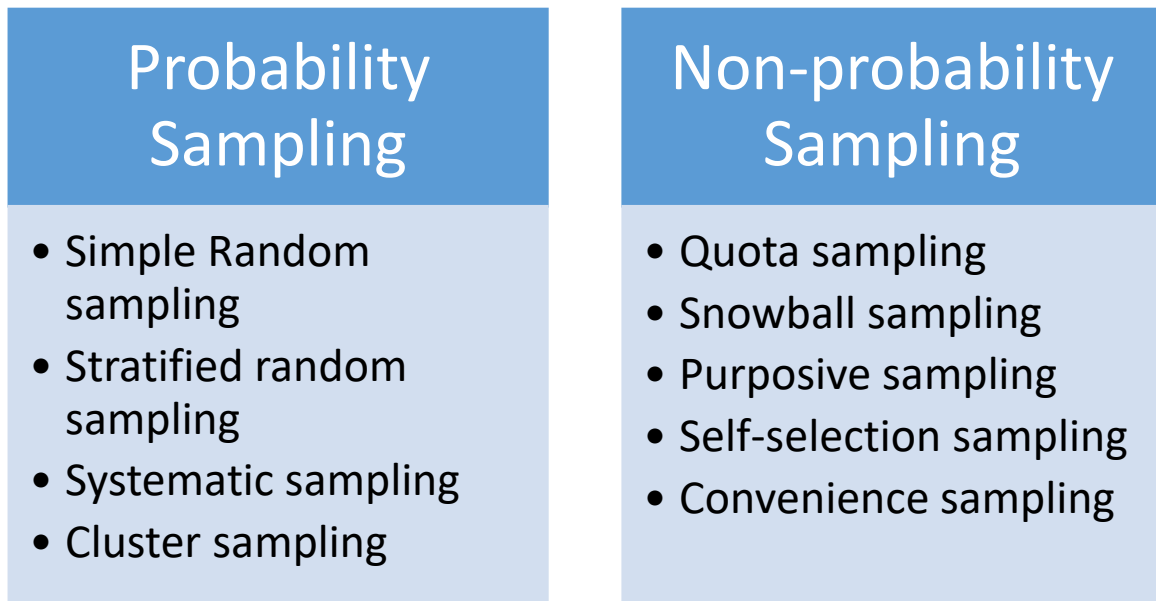 Probability
Sampling
• Simple Random
sampling
• Stratified random
sampling
• Systematic sampling
• Cluster sampling
Non-probability
Sampling
• Quota sampling
• Snowball sampling
• Purposive sampling
• Self-selection sampling
• Convenience sampling